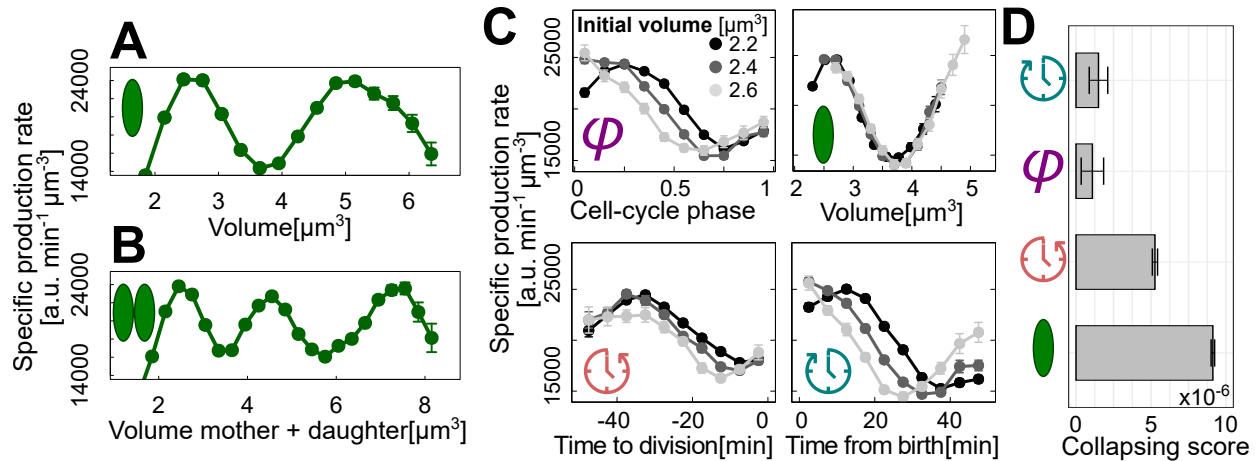 A
Specific production rate
[a.u. min⁻¹ µm⁻³]
24000
14000
2
3
4
5
6
Volume[µm³]
B
24000
14000
2
4
6
8
Volume mother + daughter[µm³]
C
Specific production rate
[a.u. min⁻¹ µm⁻³]
Initial volume [µm³]
2.2
2.4
2.6
25000
15000
φ
0
0.5
1
Cell-cycle phase
2
3
4
5
Volume[µm³]
25000
15000
-40
-20
0
Time to division[min]
0
20
40
Time from birth[min]
D
φ
x10⁻⁶
0
5
10
Collapsing score